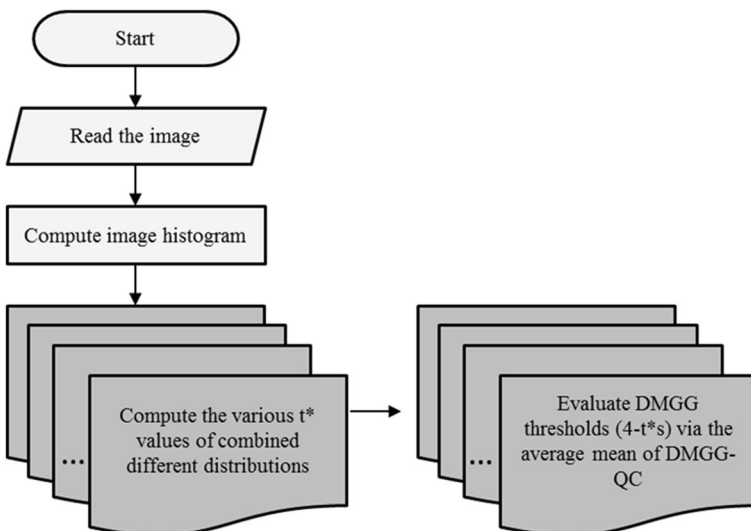 Start
Read the image
Compute image histogram
Compute the various t*
values of combined
different distributions
...
Evaluate DMGG
thresholds (4-t*s) via the
average mean of DMGG-
QC
...